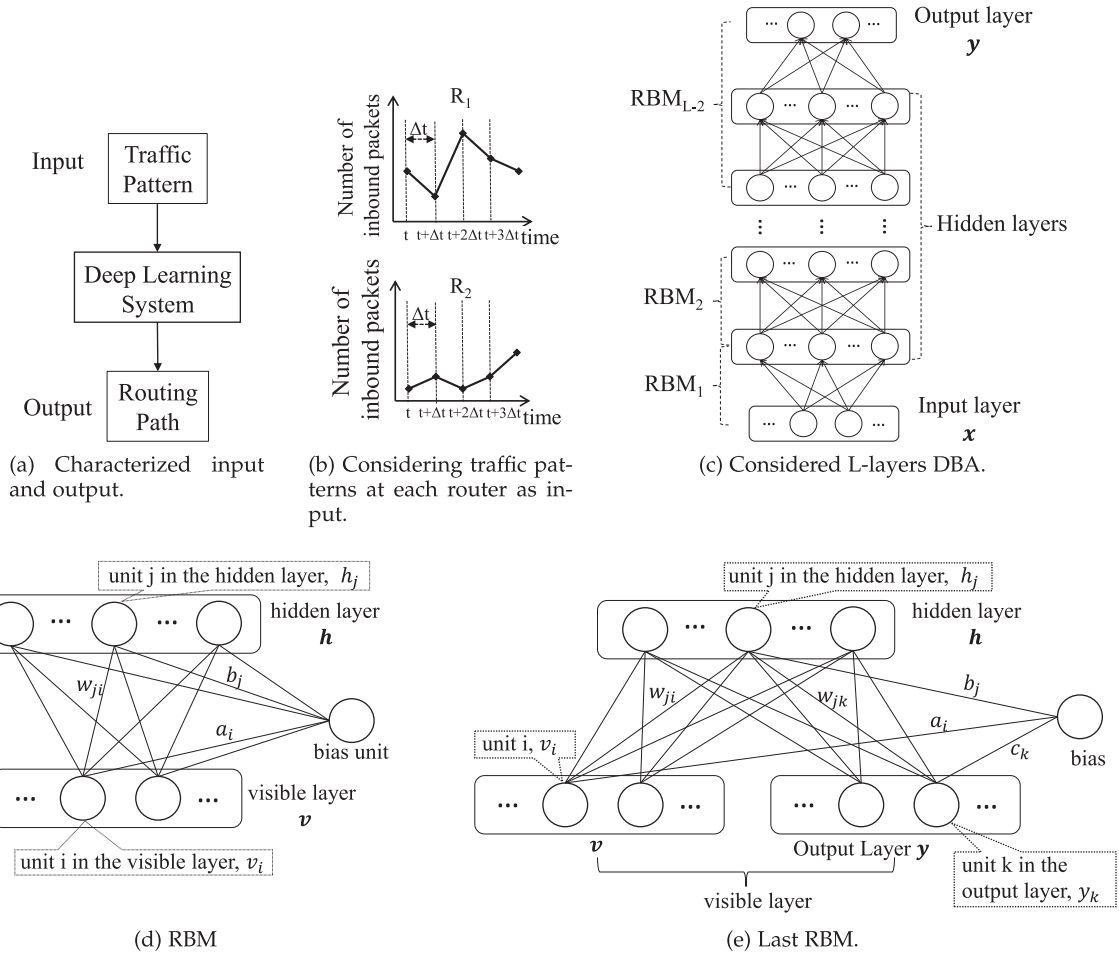 Input
Traffic
Pattern
Deep Learning
System
Output
Routing
Path
(a) Characterized input
and output.
Number of
inbound packets
R1
Δt
t t+Δt t+2Δt t+3Δt time
Number of
inbound packets
R2
Δt
t t+Δt t+2Δt t+3Δt time
(b) Considering traffic pat-
terns at each router as in-
put.
... ...
Output layer
y
RBML-2
... ...
... ...
⋮ ⋮ ⋮
Hidden layers
... ...
RBM2
... ...
RBM1
Input layer
... ...
x
(c) Considered L-layers DBA.
unit j in the hidden layer, hj
hidden layer
... ...
h
wji
bj
ai
bias unit
visible layer
... ...
v
unit i in the visible layer, vi
(d) RBM
unit j in the hidden layer, hj
hidden layer
... ...
h
wji
wjk
bj
ai
unit i, vi
ck
bias
... ... ... ...
v
Output Layer y
unit k in the
output layer, yk
visible layer
(e) Last RBM.